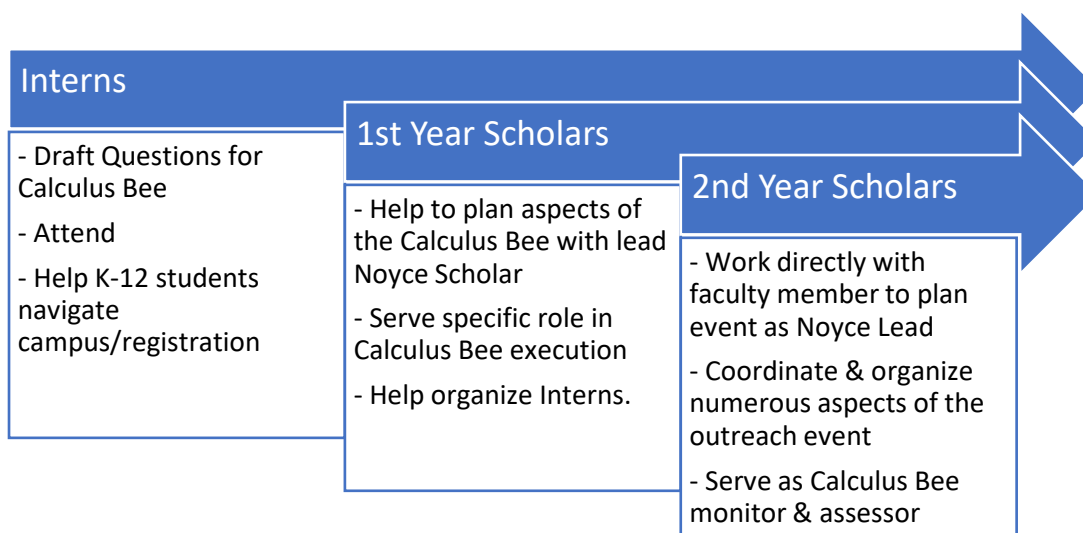 Interns
- Draft Questions for
Calculus Bee
- Attend
- Help K-12 students
navigate
campus/registration
1st Year Scholars
- Help to plan aspects of
the Calculus Bee with lead
Noyce Scholar
- Serve specific role in
Calculus Bee execution
- Help organize Interns.
2nd Year Scholars
- Work directly with
faculty member to plan
event as Noyce Lead
- Coordinate & organize
numerous aspects of the
outreach event
- Serve as Calculus Bee
monitor & assessor